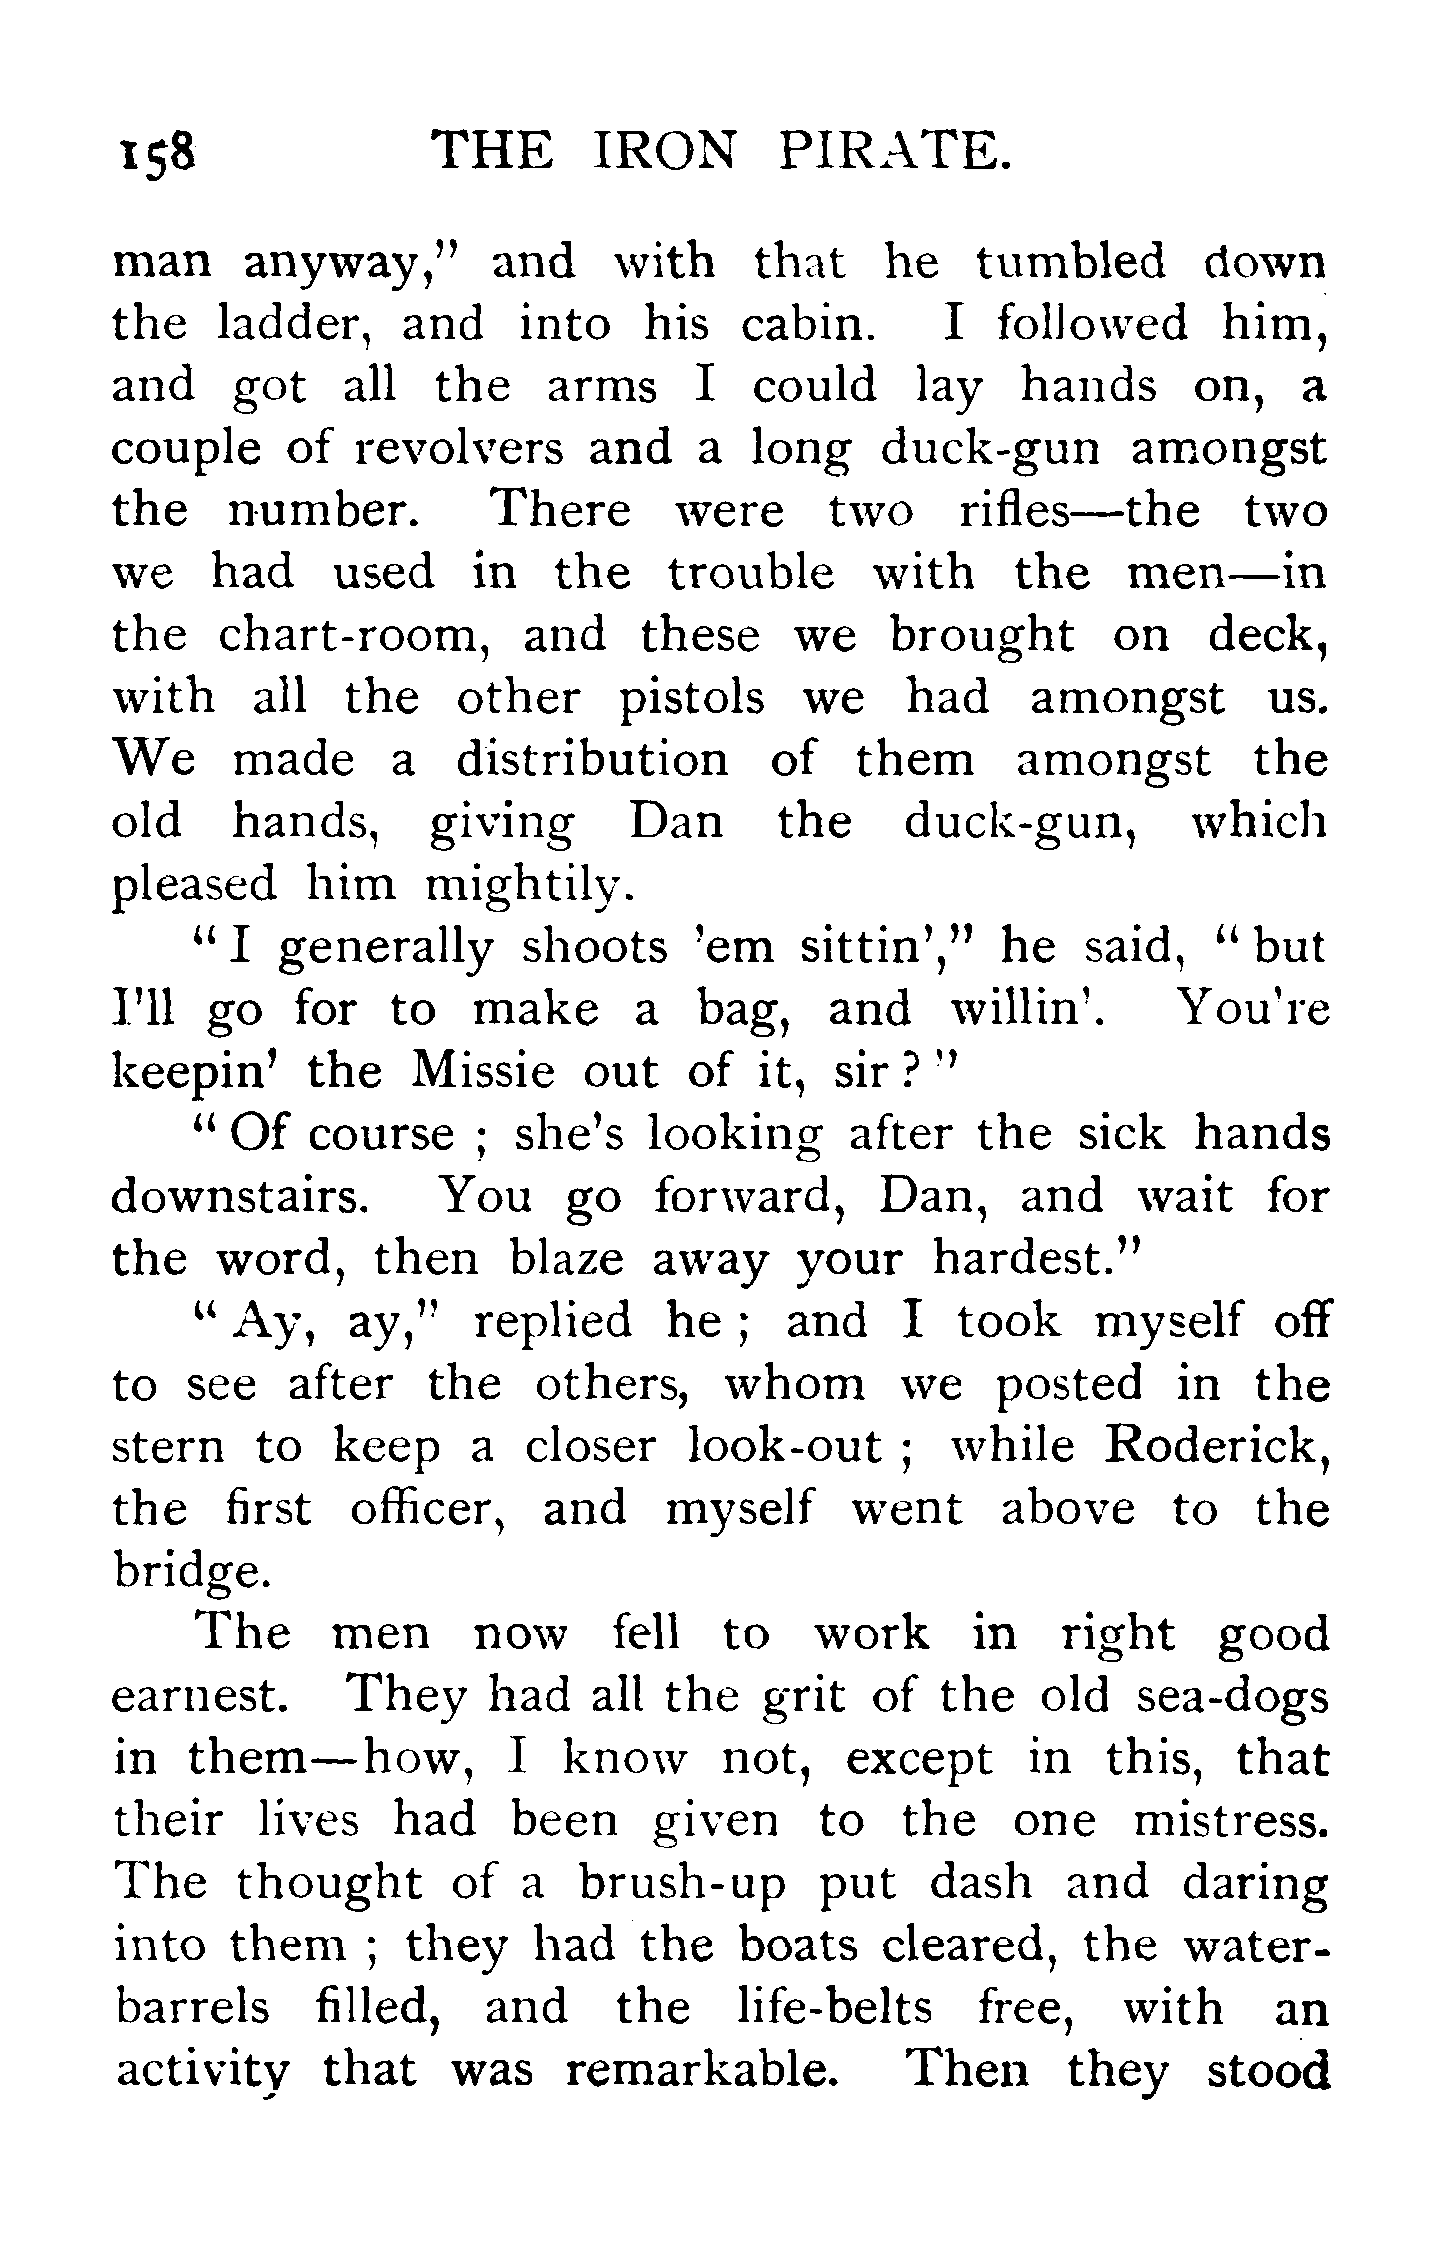 158 THE IRON PIRATE.
man anyway," and with that he tumbled down
the ladder, and into his cabin. I followed him,
and got all the arms I could lay hands on, a
couple of revolvers and a long duck-gun amongst
the number. There were two rifles—the two
we had used in the trouble with the men—in
the chart-room, and these we brought on deck,
with all the other pistols we had amongst us.
We made a distribution of them amongst the
old hands, giving Dan the duck-gun, which
pleased him mightily.
"I generally shoots 'em sittin'," he said, "but
I'll go for to make a bag, and willin'. You're
keepin' the Missie out of it, sir?"
"Of course; she's looking after the sick hands
downstairs. You go forward, Dan, and wait for
the word, then blaze away your hardest."
"Ay, ay," replied he; and I took myself off
to see after the others, whom we posted in the
stern to keep a closer look-out; while Roderick,
the first officer, and myself went above to the
bridge.
The men now fell to work in right good
earnest. They had all the grit of the old sea-dogs
in them—how, I know not, except in this, that
their lives had been given to the one mistress.
The thought of a brush-up put dash and daring
into them; they had the boats cleared, the water-
barrels filled, and the life-belts free, with an
activity that was remarkable. Then they stood